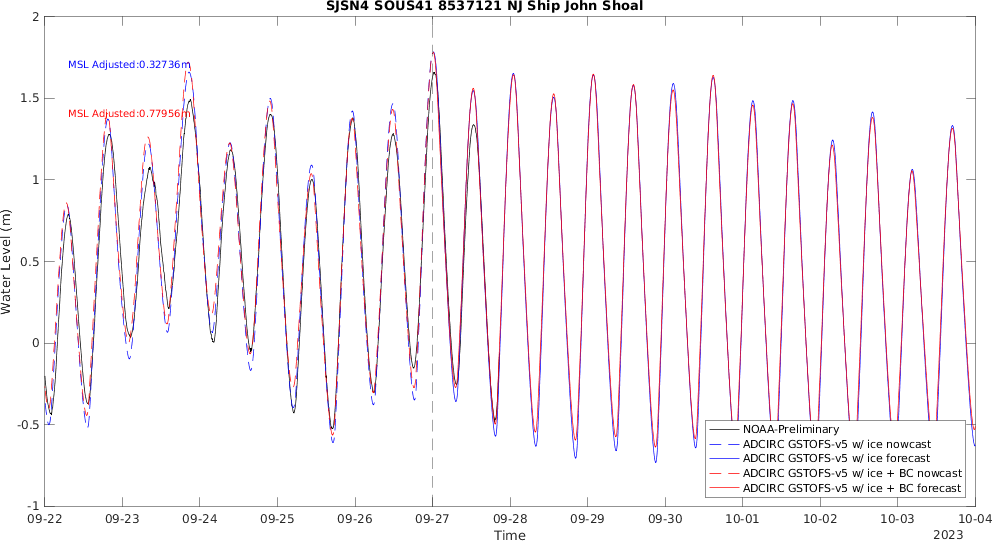 SJSN4 SOUS41 8537121 NJ Ship John Shoal
MSL Adjusted:0.32736m
MSL Adjusted:0.77956m
Water Level (m)
2
1.5
1
0.5
0
-0.5
-1
NOAA-Preliminary
ADCIRC GSTOFS-v5 w/ ice nowcast
ADCIRC GSTOFS-v5 w/ ice forecast
ADCIRC GSTOFS-v5 w/ ice + BC nowcast
ADCIRC GSTOFS-v5 w/ ice + BC forecast
09-22 09-23 09-24 09-25 09-26 09-27 09-28 09-29 09-30 10-01 10-02 10-03 10-04
Time
2023